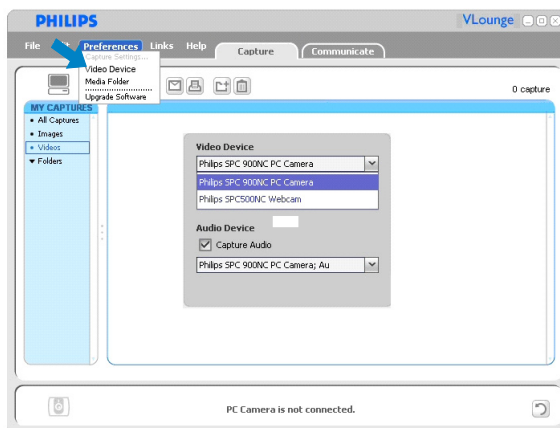 PHILIPS
VLounge
File
Preferences
Links
Help
Capture
Communicate
Capture Settings...
Video Device
Media Folder
Upgrade Software
0 capture
MY CAPTURES
All Captures
Images
Videos
Folders
Video Device
Philips SPC 900NC PC Camera
Philips SPC 900NC PC Camera
Philips SPC500NC Webcam
Audio Device
Capture Audio
Philips SPC 900NC PC Camera; Au
PC Camera is not connected.